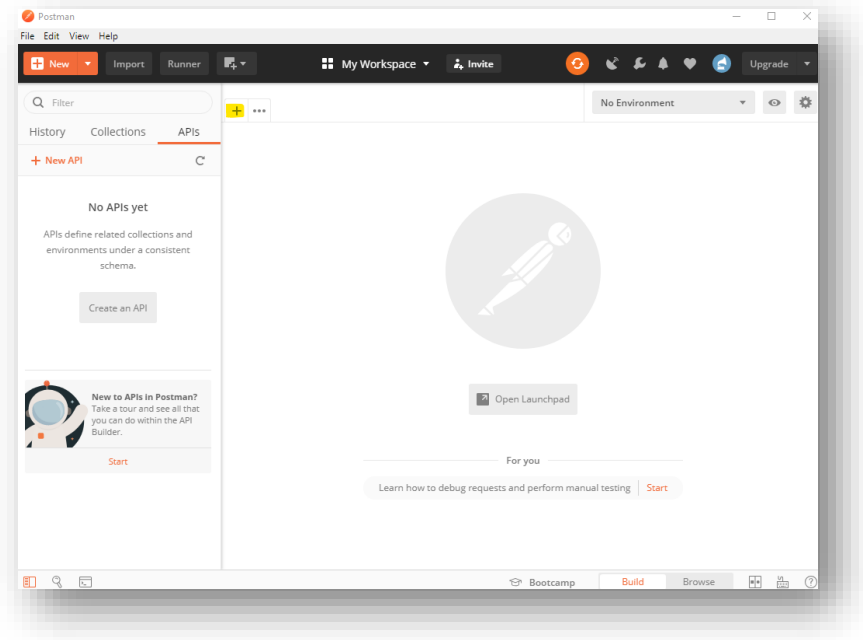 Postman
File Edit View Help
New Import Runner My Workspace Invite Upgrade
Filter
No Environment
History Collections APIs
+ New API
No APIs yet
APIs define related collections and
environments under a consistent
schema.
Create an API
New to APIs in Postman?
Take a tour and see all that
you can do within the API
Builder.
Start
Open Launchpad
For you
Learn how to debug requests and perform manual testing Start
Bootcamp Build Browse